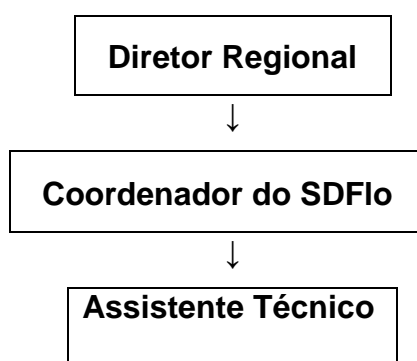 Diretor Regional
↓
Coordenador do SDFlo
↓
Assistente Técnico